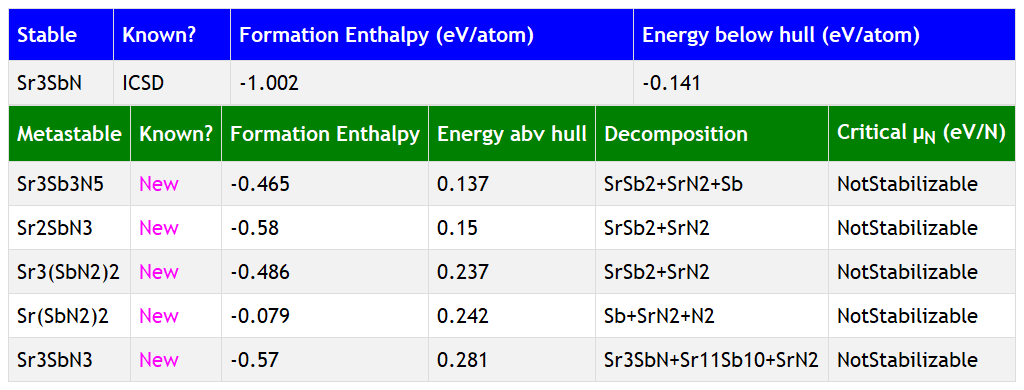 Stable Known? Formation Enthalpy (eV/atom) Energy below hull (eV/atom)
Sr3SbN ICSD -1.002 -0.141
Metastable Known? Formation Enthalpy Energy abv hull Decomposition Critical μN (eV/N)
Sr3Sb3N5 New -0.465 0.137 SrSb2+SrN2+Sb NotStabilizable
Sr2SbN3 New -0.58 0.15 SrSb2+SrN2 NotStabilizable
Sr3(SbN2)2 New -0.486 0.237 SrSb2+SrN2 NotStabilizable
Sr(SbN2)2 New -0.079 0.242 Sb+SrN2+N2 NotStabilizable
Sr3SbN3 New -0.57 0.281 Sr3SbN+Sr11Sb10+SrN2 NotStabilizable